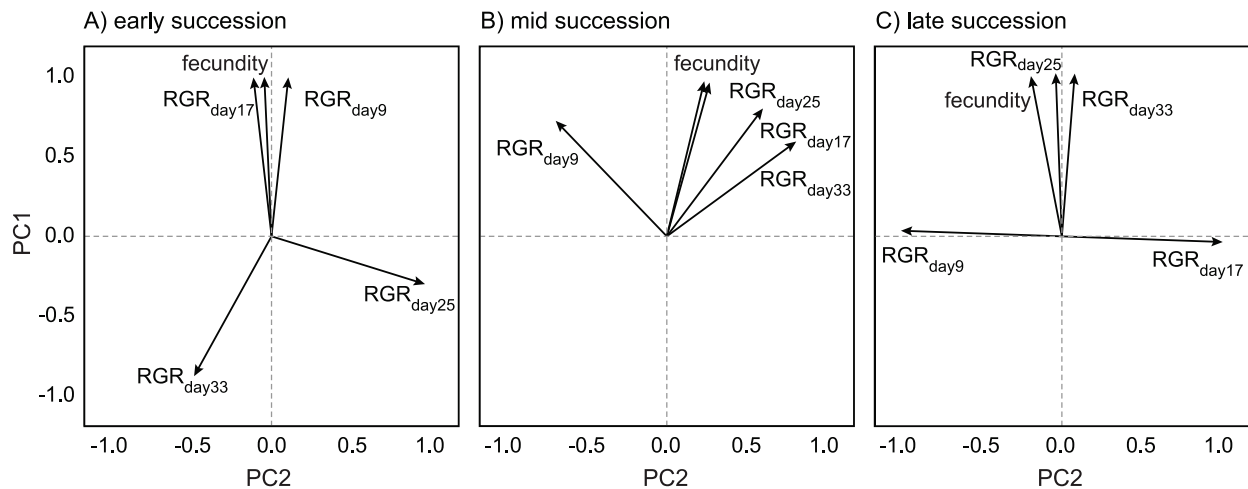 A) early succession
B) mid succession
C) late succession
fecundity
RGRday17
RGRday9
RGRday25
RGRday33
fecundity
RGRday25
RGRday17
RGRday9
RGRday33
RGRday25
fecundity
RGRday33
RGRday9
RGRday17
PC1
1.0
0.5
0.0
-0.5
-1.0
-1.0 -0.5 0.0 0.5 1.0
-1.0 -0.5 0.0 0.5 1.0
-1.0 -0.5 0.0 0.5 1.0
PC2
PC2
PC2